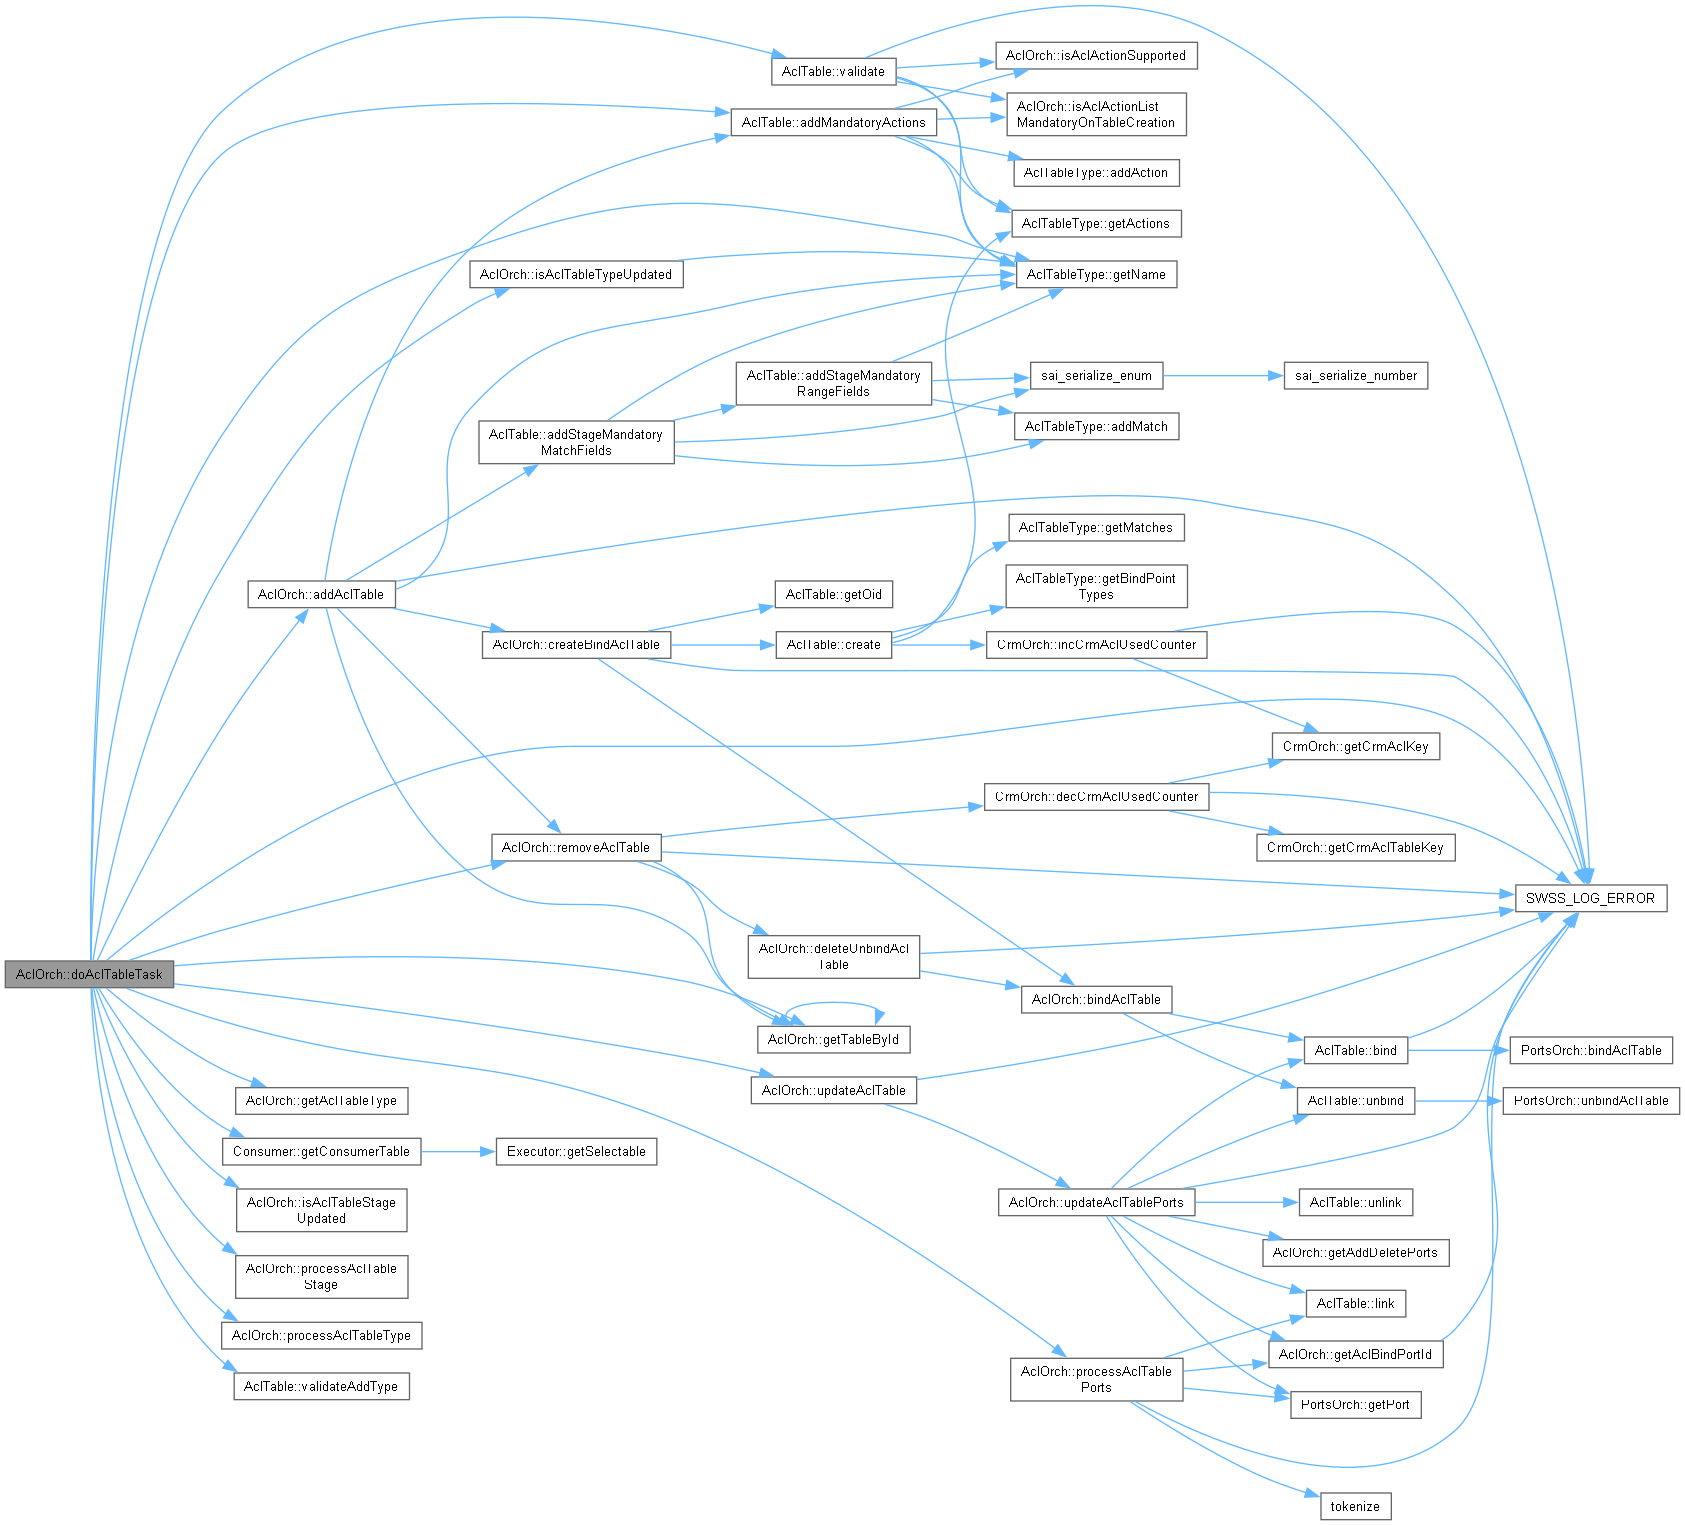 AclOrch::isAclActionSupported
AclTable::validate
AclOrch::isAclActionList
MandatoryOnTableCreation
AclTable::addMandatoryActions
AclTableType::addAction
AclTableType::getActions
AclOrch::isAclTableTypeUpdated
AclTableType::getName
AclTable::addStageMandatory
RangeFields
sai_serialize_enum
sai_serialize_number
AclTableType::addMatch
AclTable::addStageMandatory
MatchFields
AclTableType::getMatches
AclTableType::getBindPoint
Types
AclOrch::addAclTable
AclTable::getOid
AclOrch::createBindAclTable
AclTable::create
CrmOrch::incCrmAclUsedCounter
CrmOrch::getCrmAclKey
CrmOrch::decCrmAclUsedCounter
CrmOrch::getCrmAclTableKey
AclOrch::removeAclTable
SWSS_LOG_ERROR
AclOrch::deleteUnbindAcl
Table
AclOrch::doAclTableTask
AclOrch::bindAclTable
AclOrch::getTableById
AclTable::bind
PortsOrch::bindAclTable
AclOrch::updateAclTable
AclOrch::getAclTableType
AclTable::unbind
PortsOrch::unbindAclTable
Consumer::getConsumerTable
Executor::getSelectable
AclOrch::isAclTableStage
Updated
AclOrch::updateAclTablePorts
AclTable::unlink
AclOrch::getAddDeletePorts
AclOrch::processAclTable
Stage
AclTable::link
AclOrch::processAclTableType
AclOrch::getAclBindPortId
AclOrch::processAclTable
Ports
AclTable::validateAddType
PortsOrch::getPort
tokenize